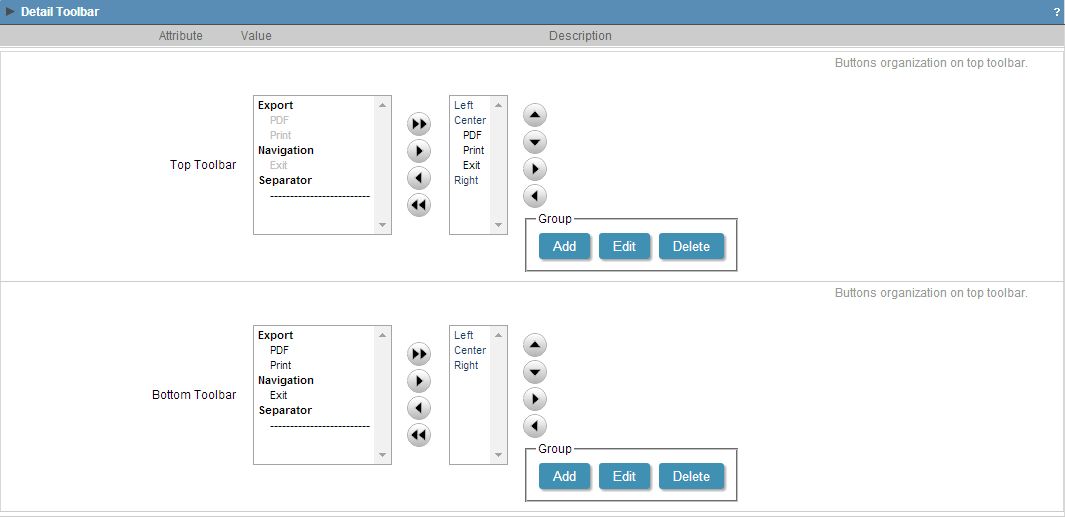 Detail Toolbar ?
Attribute Value Description
Buttons organization on top toolbar.
Top Toolbar
Export
PDF
Print
Navigation
Exit
Separator
--------------------------
Left
Center
PDF
Print
Exit
Right
Group
Add Edit Delete
Buttons organization on top toolbar.
Bottom Toolbar
Export
PDF
Print
Navigation
Exit
Separator
--------------------------
Left
Center
Right
Group
Add Edit Delete